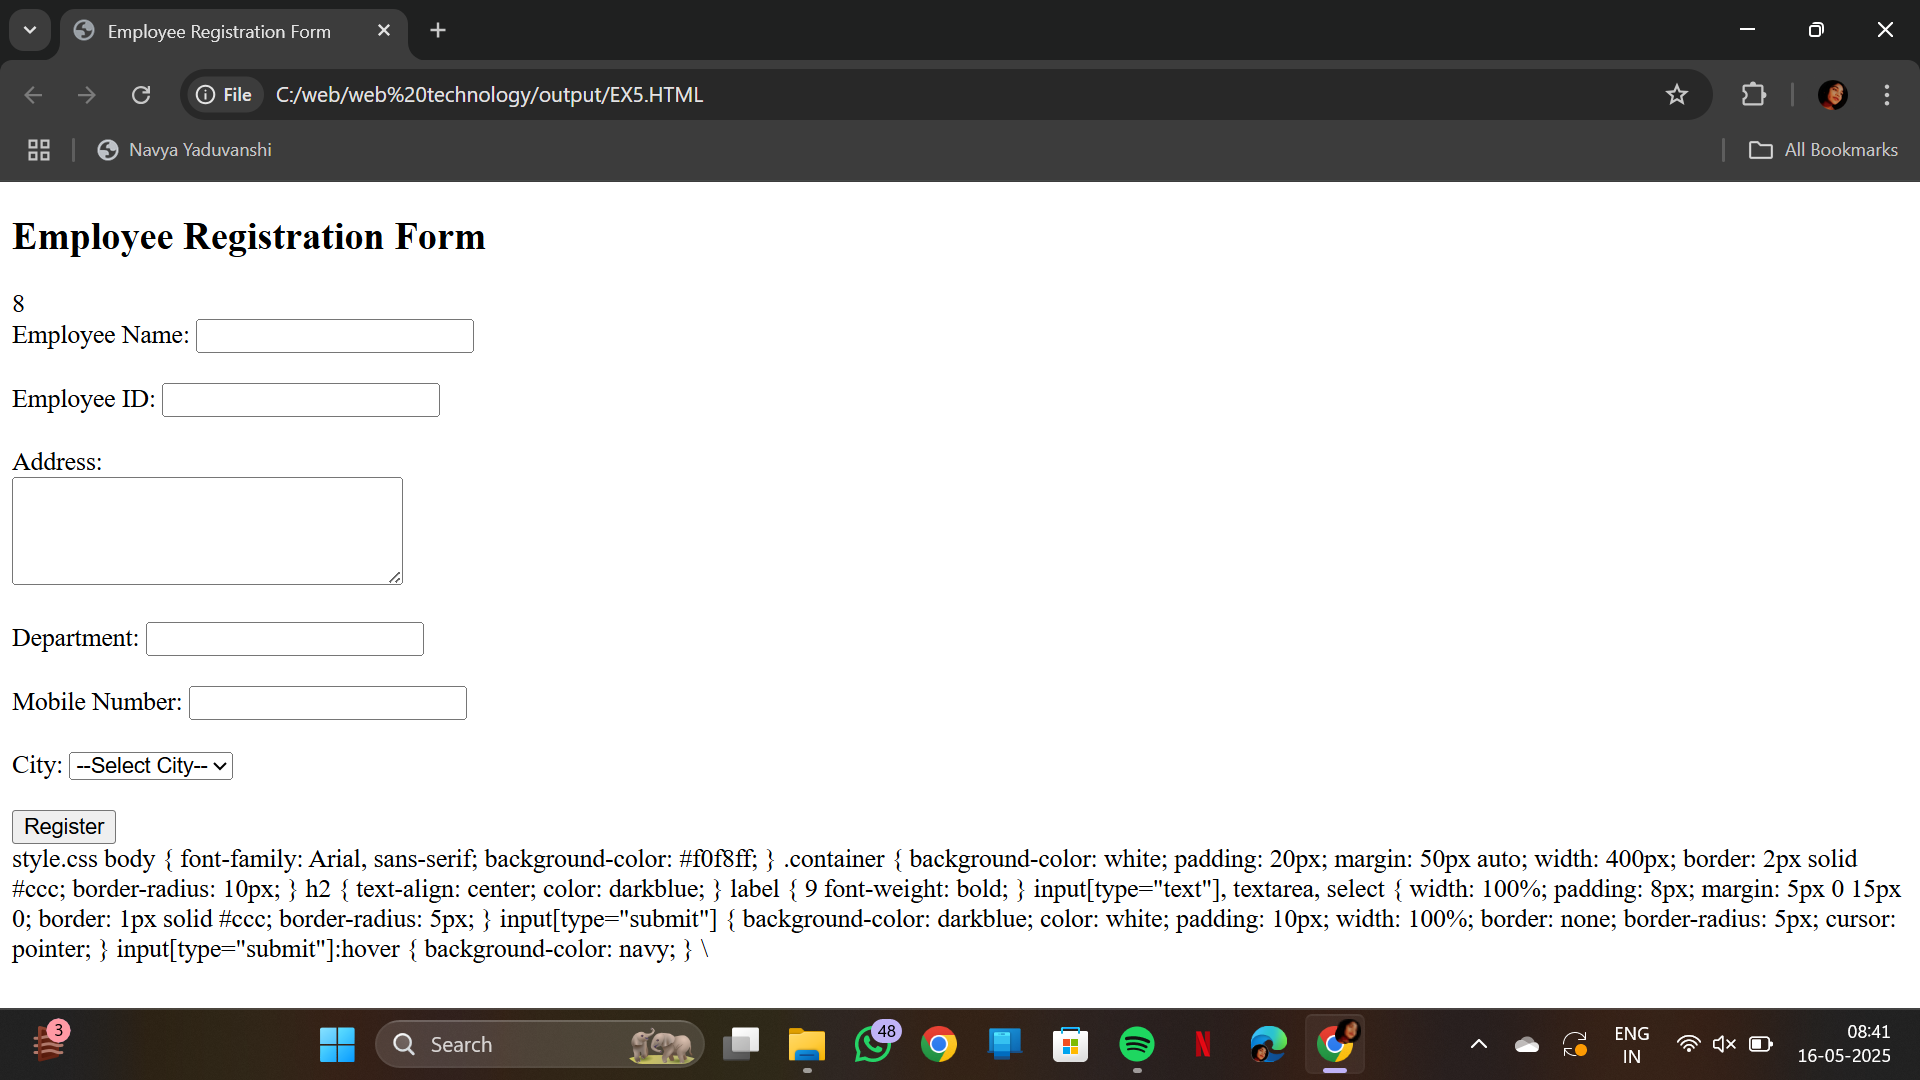 Employee Registration Form
File
C:/web/web%20technology/output/EX5.HTML
Navya Yaduvanshi
All Bookmarks
Employee Registration Form
8
Employee Name:
Employee ID:
Address:
Department:
Mobile Number:
City: --Select City--
Register
style.css body { font-family: Arial, sans-serif; background-color: #f0f8ff; } .container { background-color: white; padding: 20px; margin: 50px auto; width: 400px; border: 2px solid
#ccc; border-radius: 10px; } h2 { text-align: center; color: darkblue; } label { 9 font-weight: bold; } input[type="text"], textarea, select { width: 100%; padding: 8px; margin: 5px 0 15px
0; border: 1px solid #ccc; border-radius: 5px; } input[type="submit"] { background-color: darkblue; color: white; padding: 10px; width: 100%; border: none; border-radius: 5px; cursor:
pointer; } input[type="submit"]:hover { background-color: navy; } \
3
Search
48
N
ENG
IN
08:41
16-05-2025